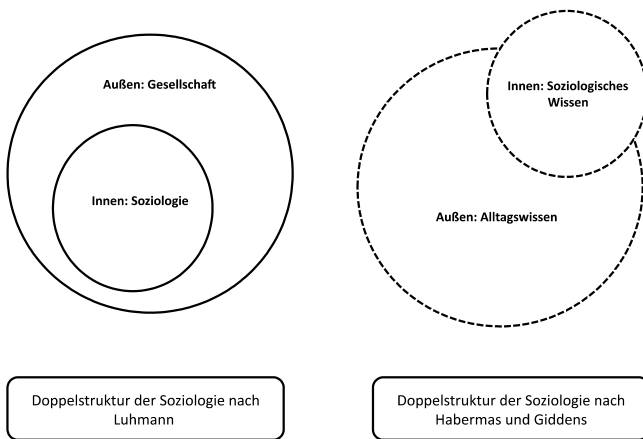 Außen: Gesellschaft
Innen: Soziologie
Innen: Soziologisches
Wissen
Außen: Alltagswissen
Doppelstruktur der Soziologie nach
Luhmann
Doppelstruktur der Soziologie nach
Habermas und Giddens